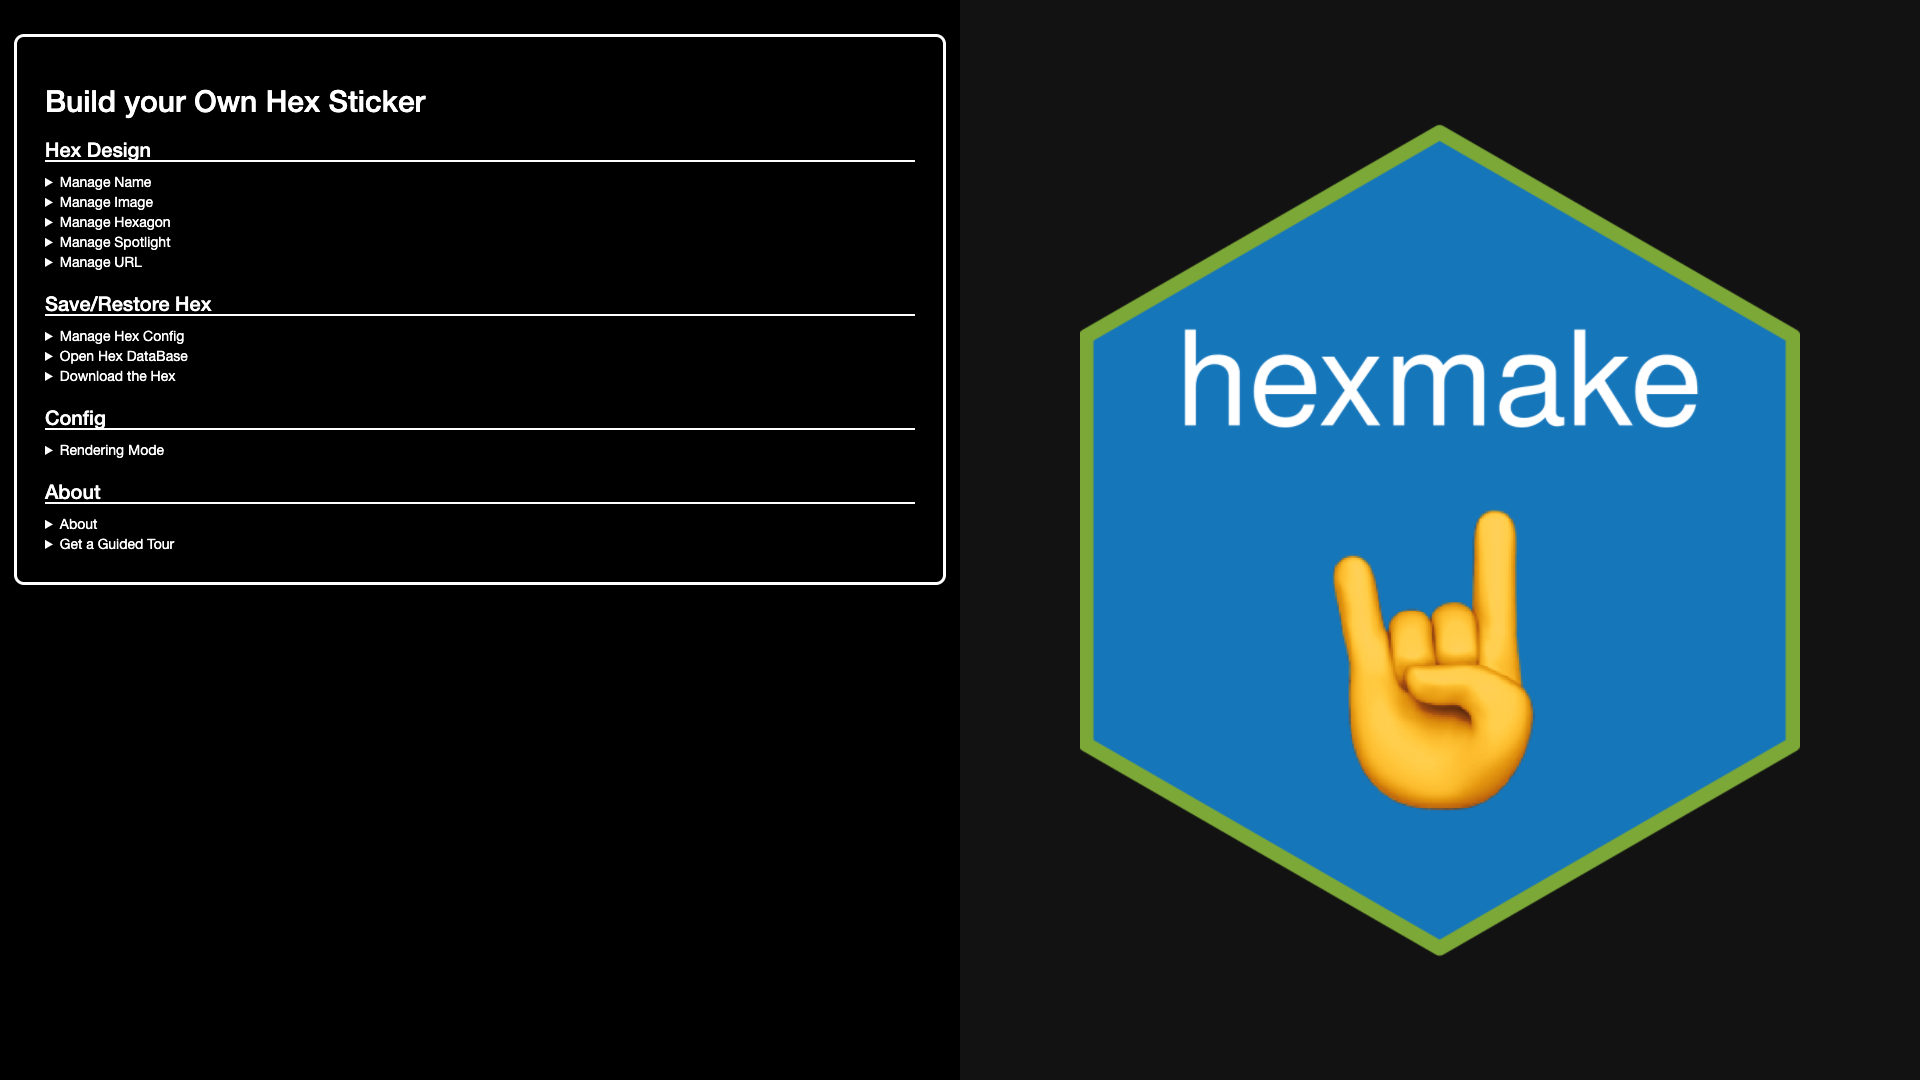 Build your Own Hex Sticker
Hex Design
Manage Name
Manage Image
Manage Hexagon
Manage Spotlight
Manage URL
Save/Restore Hex
Manage Hex Config
Open Hex DataBase
Download the Hex
Config
Rendering Mode
About
About
Get a Guided Tour
hexmake